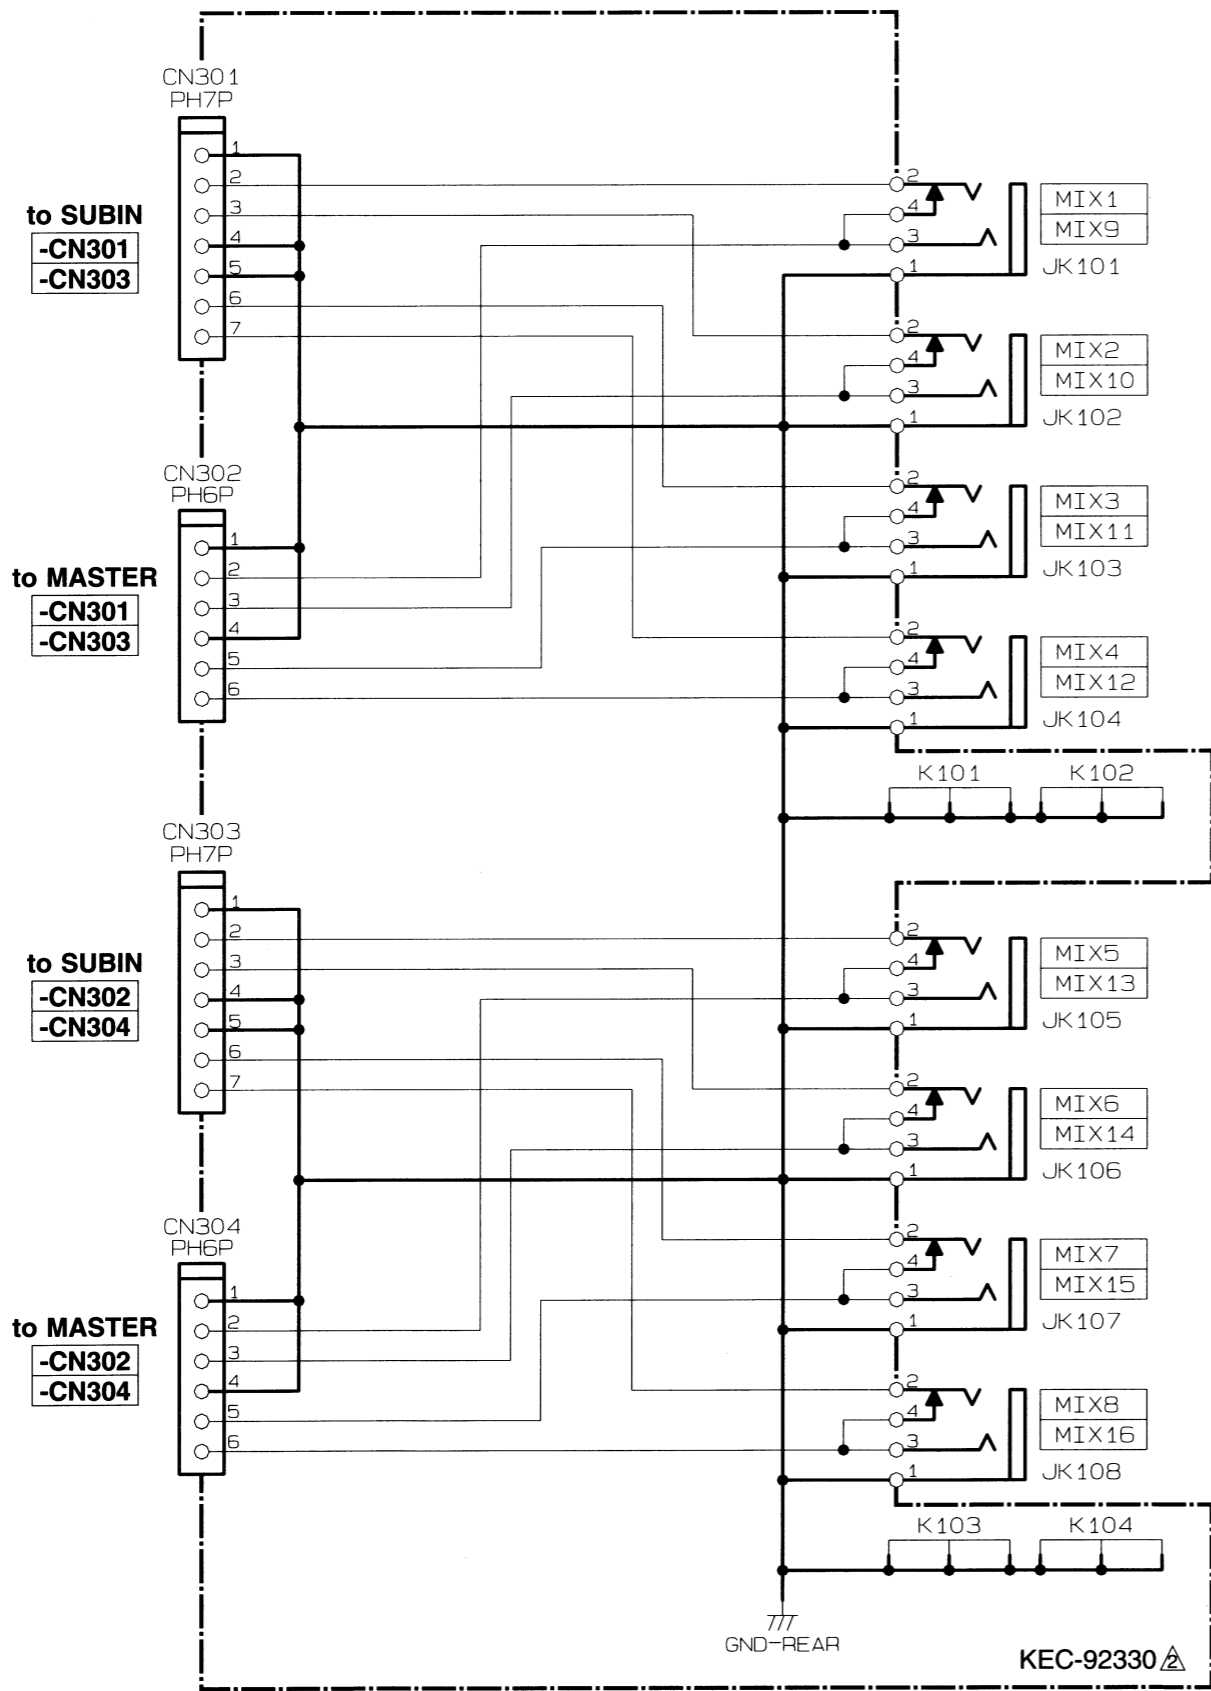 CN301
PH7P
1
2
3
4
5
6
7
to SUBIN
-CN301
-CN303
2
4
3
1
MIX1
MIX9
JK101
2
4
3
1
MIX2
MIX10
JK102
CN302
PH6P
1
2
3
4
5
6
to MASTER
-CN301
-CN303
2
4
3
1
MIX3
MIX11
JK103
2
4
3
1
MIX4
MIX12
JK104
K101 K102
CN303
PH7P
1
2
3
4
5
6
7
to SUBIN
-CN302
-CN304
2
4
3
1
MIX5
MIX13
JK105
2
4
3
1
MIX6
MIX14
JK106
CN304
PH6P
1
2
3
4
5
6
to MASTER
-CN302
-CN304
2
4
3
1
MIX7
MIX15
JK107
2
4
3
1
MIX8
MIX16
JK108
K103 K104
GND-REAR
KEC-92330 2